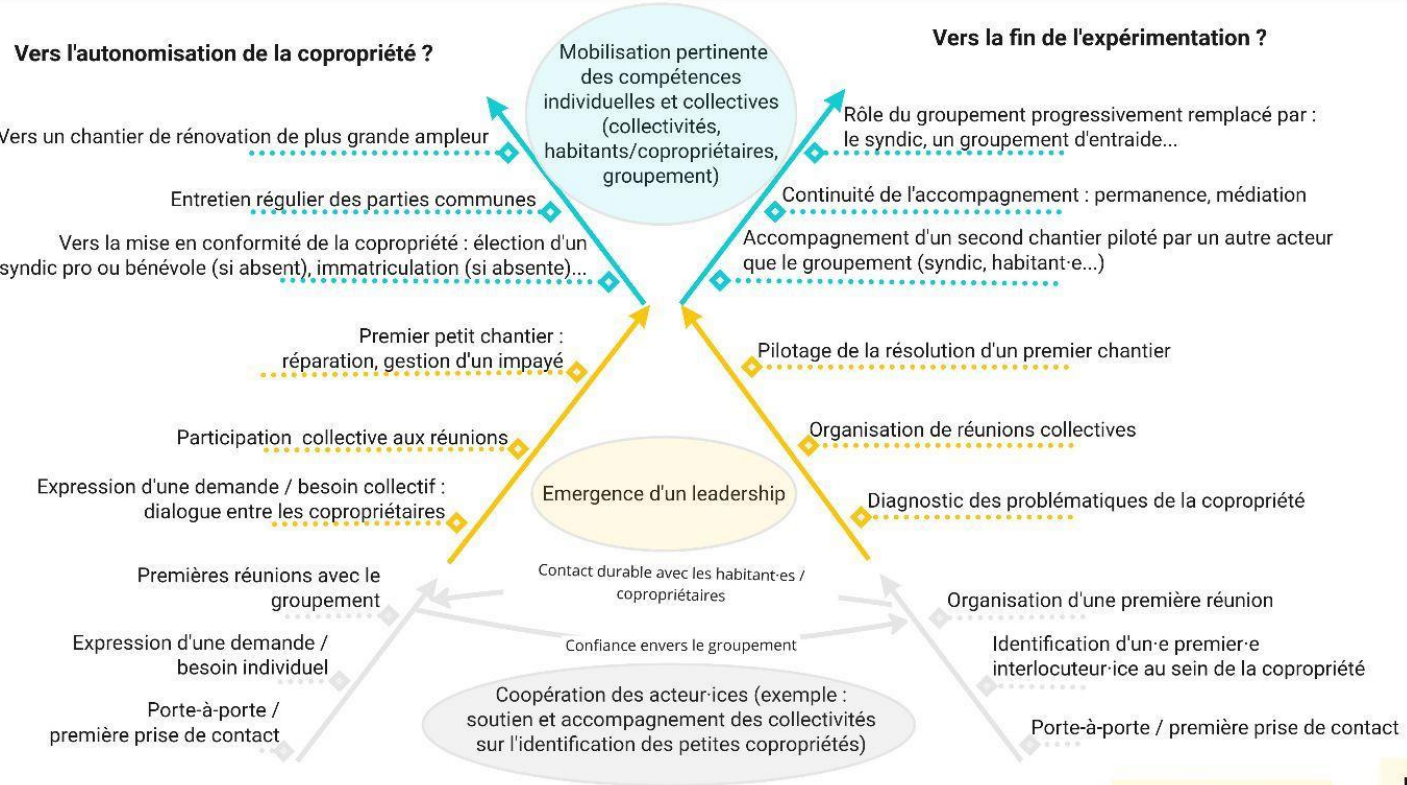 Vers l'autonomisation de la copropriété ?
Vers la fin de l'expérimentation ?
Mobilisation pertinente
des compétences
individuelles et collectives
(collectivités,
habitants/copropriétaires,
groupement)
Vers un chantier de rénovation de plus grande ampleur
Entretien régulier des parties communes
Vers la mise en conformité de la copropriété : élection d'un
syndic pro ou bénévole (si absent), immatriculation (si absente)...
Rôle du groupement progressivement remplacé par :
le syndic, un groupement d'entraide...
Continuité de l'accompagnement : permanence, médiation
Accompagnement d'un second chantier piloté par un autre acteur
que le groupement (syndic, habitant·e...)
Premier petit chantier :
réparation, gestion d'un impayé
Participation collective aux réunions
Expression d'une demande / besoin collectif :
dialogue entre les copropriétaires
Emergence d'un leadership
Pilotage de la résolution d'un premier chantier
Organisation de réunions collectives
Diagnostic des problématiques de la copropriété
Premières réunions avec le
groupement
Expression d'une demande /
besoin individuel
Porte-à-porte /
première prise de contact
Contact durable avec les habitant·es /
copropriétaires
Confiance envers le groupement
Coopération des acteur·ices (exemple :
soutien et accompagnement des collectivités
sur l'identification des petites copropriétés)
Organisation d'une première réunion
Identification d'un·e premier·e
interlocuteur·ice au sein de la copropriété
Porte-à-porte / première prise de contact